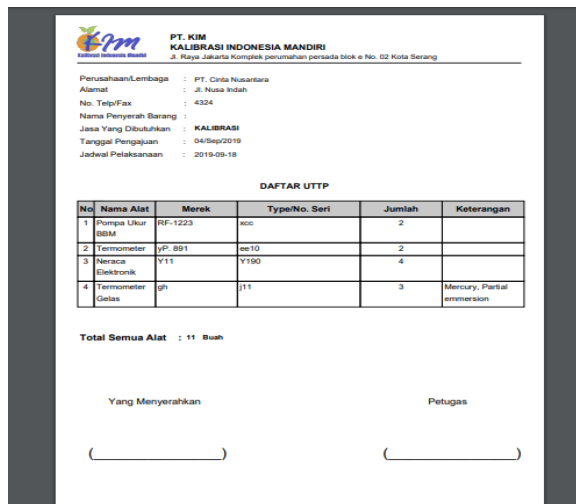 Kim
Kalibrasi Indonesia Mandiri
PT. KIM
KALIBRASI INDONESIA MANDIRI
Jl. Raya Jakarta Komplek perumahan persada blok e No. 02 Kota Serang
Perusahaan/Lembaga : PT. Cinta Nusantara
Alamat : Jl. Nusa Indah
No. Telp/Fax : 4324
Nama Penyerah Barang :
Jasa Yang Dibutuhkan : KALIBRASI
Tanggal Pengajuan : 04/Sep/2019
Jadwal Pelaksanaan : 2019-09-18
DAFTAR UTTP
No Nama Alat Merek Type/No. Seri Jumlah Keterangan
1 Pompa Ukur RF-1223 xcc 2
BBM
2 Termometer yP. 891 ee10 2
3 Neraca Y11 Y190 4
Elektronik
4 Termometer gh j11 3 Mercury, Partial
Gelas emmersion
Total Semua Alat : 11 Buah
Yang Menyerahkan Petugas
(____________________) (____________________)